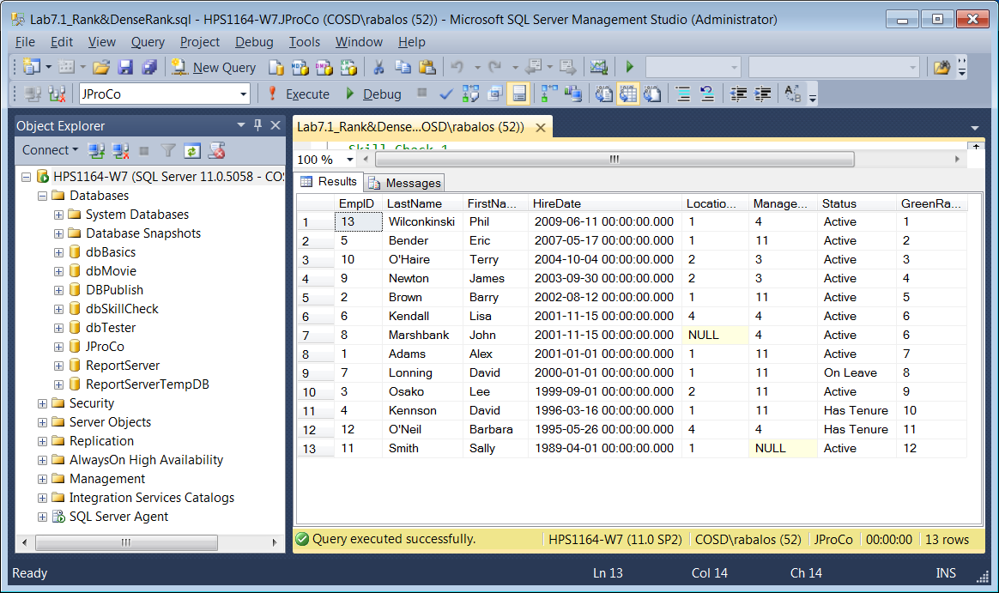 Lab7.1_Rank&DenseRank.sql - HPS1164-W7.JProCo (COSD\rabalos (52)) - Microsoft SQL Server Management Studio (Administrator)
File Edit View Query Project Debug Tools Window Help
New Query
JProCo Execute Debug
Object Explorer
Connect
HPS1164-W7 (SQL Server 11.0.5058 - COS
Databases
System Databases
Database Snapshots
dbBasics
dbMovie
DBPublish
dbSkillCheck
dbTester
JProCo
ReportServer
ReportServerTempDB
Security
Server Objects
Replication
AlwaysOn High Availability
Management
Integration Services Catalogs
SQL Server Agent
Lab7.1_Rank&Dense...OSD\rabalos (52))
Skill Check 1
100 %
Results Messages
EmpID LastName FirstNa... HireDate Locatio... Manage... Status GreenRa...
1 13 Wilconkinski Phil 2009-06-11 00:00:00.000 1 4 Active 1
2 5 Bender Eric 2007-05-17 00:00:00.000 1 11 Active 2
3 10 O'Haire Terry 2004-10-04 00:00:00.000 2 3 Active 3
4 9 Newton James 2003-09-30 00:00:00.000 2 3 Active 4
5 2 Brown Barry 2002-08-12 00:00:00.000 1 11 Active 5
6 6 Kendall Lisa 2001-11-15 00:00:00.000 4 4 Active 6
7 8 Marshbank John 2001-11-15 00:00:00.000 NULL 4 Active 6
8 1 Adams Alex 2001-01-01 00:00:00.000 1 11 Active 7
9 7 Lonning David 2000-01-01 00:00:00.000 1 11 On Leave 8
10 3 Osako Lee 1999-09-01 00:00:00.000 2 11 Active 9
11 4 Kennson David 1996-03-16 00:00:00.000 1 11 Has Tenure 10
12 12 O'Neil Barbara 1995-05-26 00:00:00.000 4 4 Has Tenure 11
13 11 Smith Sally 1989-04-01 00:00:00.000 1 NULL Active 12
Query executed successfully. HPS1164-W7 (11.0 SP2) COSD\rabalos (52) JProCo 00:00:00 13 rows
Ready Ln 13 Col 14 Ch 14 INS